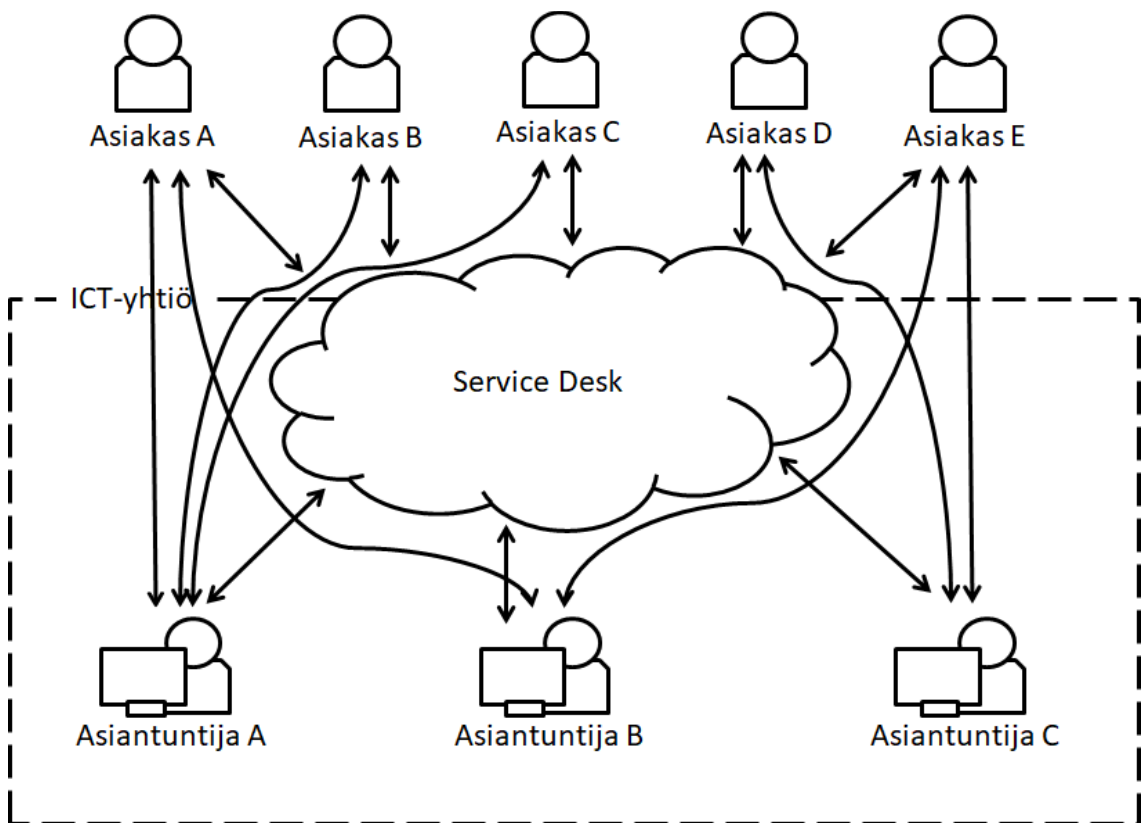 Asiakas A
Asiakas B
Asiakas C
Asiakas D
Asiakas E
ICT-yhtiö
Service Desk
Asiantuntija A
Asiantuntija B
Asiantuntija C